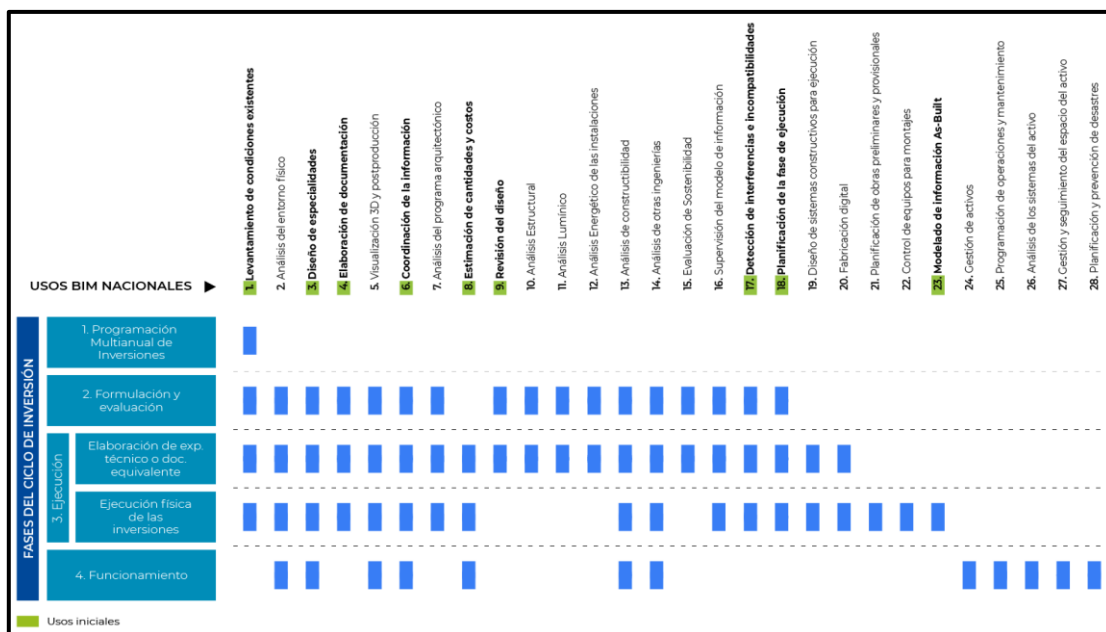 1. Levantamiento de condiciones existentes
2. Análisis del entorno físico
3. Diseño de especialidades
4. Elaboración de documentación
5. Visualización 3D y postproducción
6. Coordinación de la información
7. Análisis del programa arquitectónico
8. Estimación de cantidades y costos
9. Revisión del diseño
10. Análisis Estructural
11. Análisis Lumínico
12. Análisis Energético de las instalaciones
13. Análisis de constructibilidad
14. Análisis de otras ingenierías
15. Evaluación de Sostenibilidad
16. Supervisión del modelo de información
17. Detección de interferencias e incompatibilidades
18. Planificación de la fase de ejecución
19. Diseño de sistemas constructivos para ejecución
20. Fabricación digital
21. Planificación de obras preliminares y provisionales
22. Control de equipos para montajes
23. Modelado de información As-Built
24. Gestión de activos
25. Programación de operaciones y mantenimiento
26. Análisis de los sistemas del activo
27. Gestión y seguimiento del espacio del activo
28. Planificación y prevención de desastres
USOS BIM NACIONALES
FASES DEL CICLO DE INVERSIÓN
1. Programación
Multianual de
Inversiones
2. Formulación y
evaluación
3. Ejecución
Elaboración de exp.
técnico o doc.
equivalente
Ejecución física
de las
inversiones
4. Funcionamiento
Usos iniciales